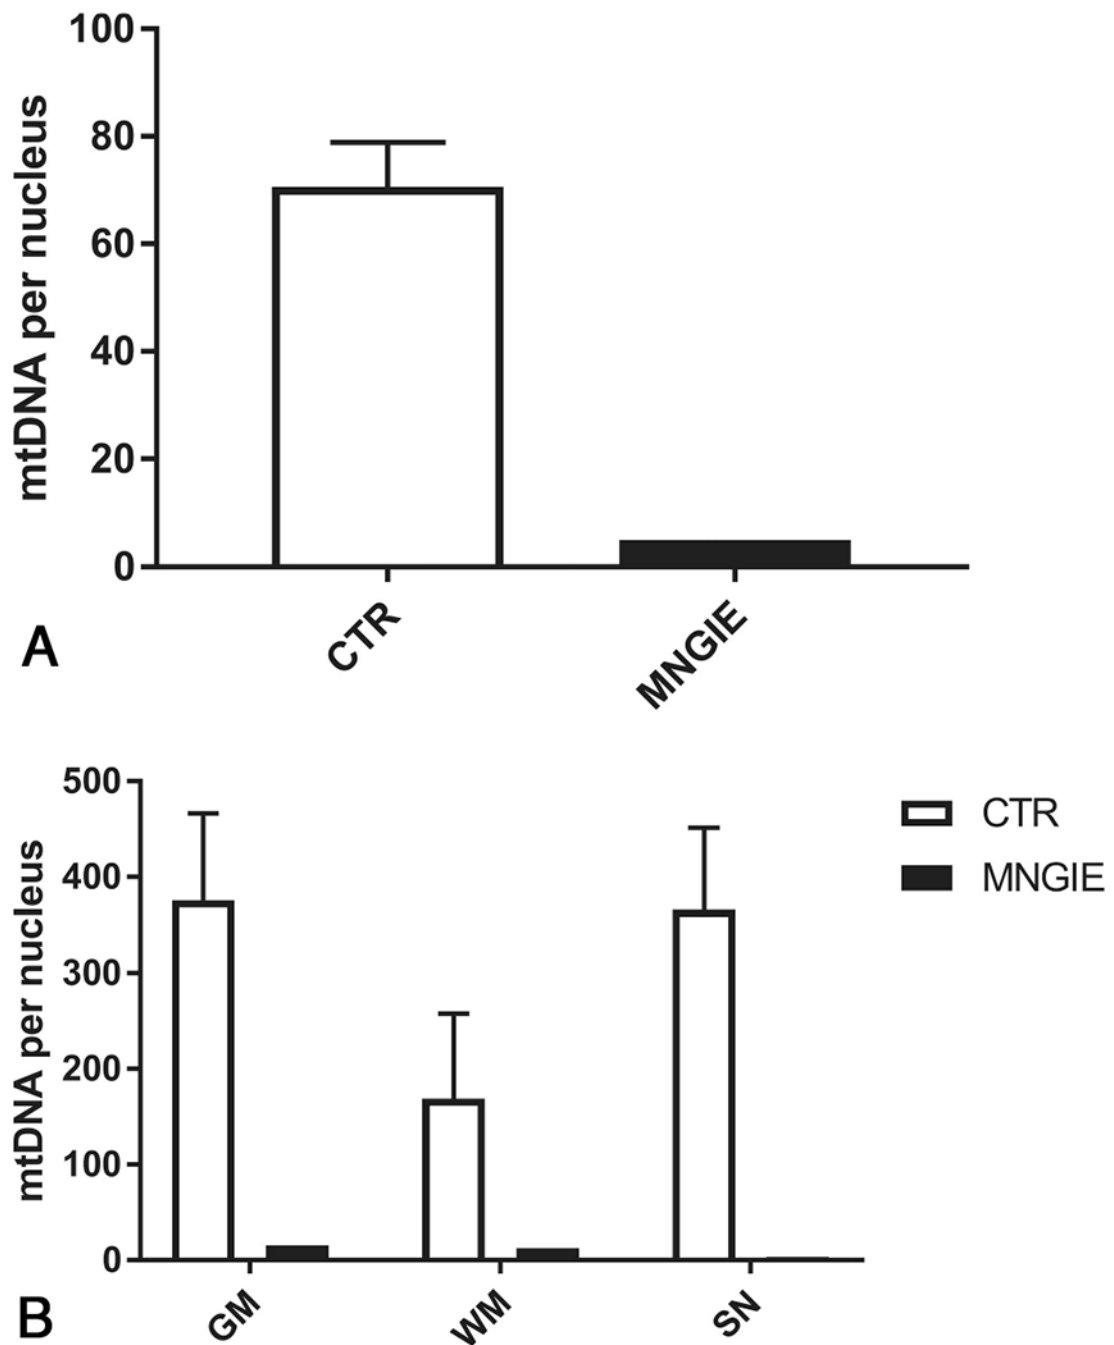 100
80
60
40
20
0
mtDNA per nucleus
CTR
MNGIE
A
500
400
300
200
100
0
mtDNA per nucleus
CTR
MNGIE
GM
WM
SN
B